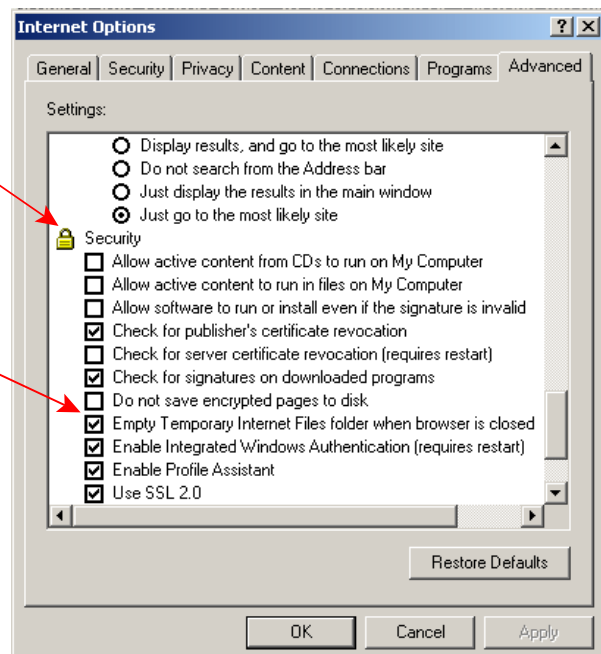 Internet Options
General Security Privacy Content Connections Programs Advanced
Settings:
Display results, and go to the most likely site
Do not search from the Address bar
Just display the results in the main window
Just go to the most likely site
Security
Allow active content from CDs to run on My Computer
Allow active content to run in files on My Computer
Allow software to run or install even if the signature is invalid
Check for publisher's certificate revocation
Check for server certificate revocation (requires restart)
Check for signatures on downloaded programs
Do not save encrypted pages to disk
Empty Temporary Internet Files folder when browser is closed
Enable Integrated Windows Authentication (requires restart)
Enable Profile Assistant
Use SSL 2.0
Restore Defaults
OK Cancel Apply